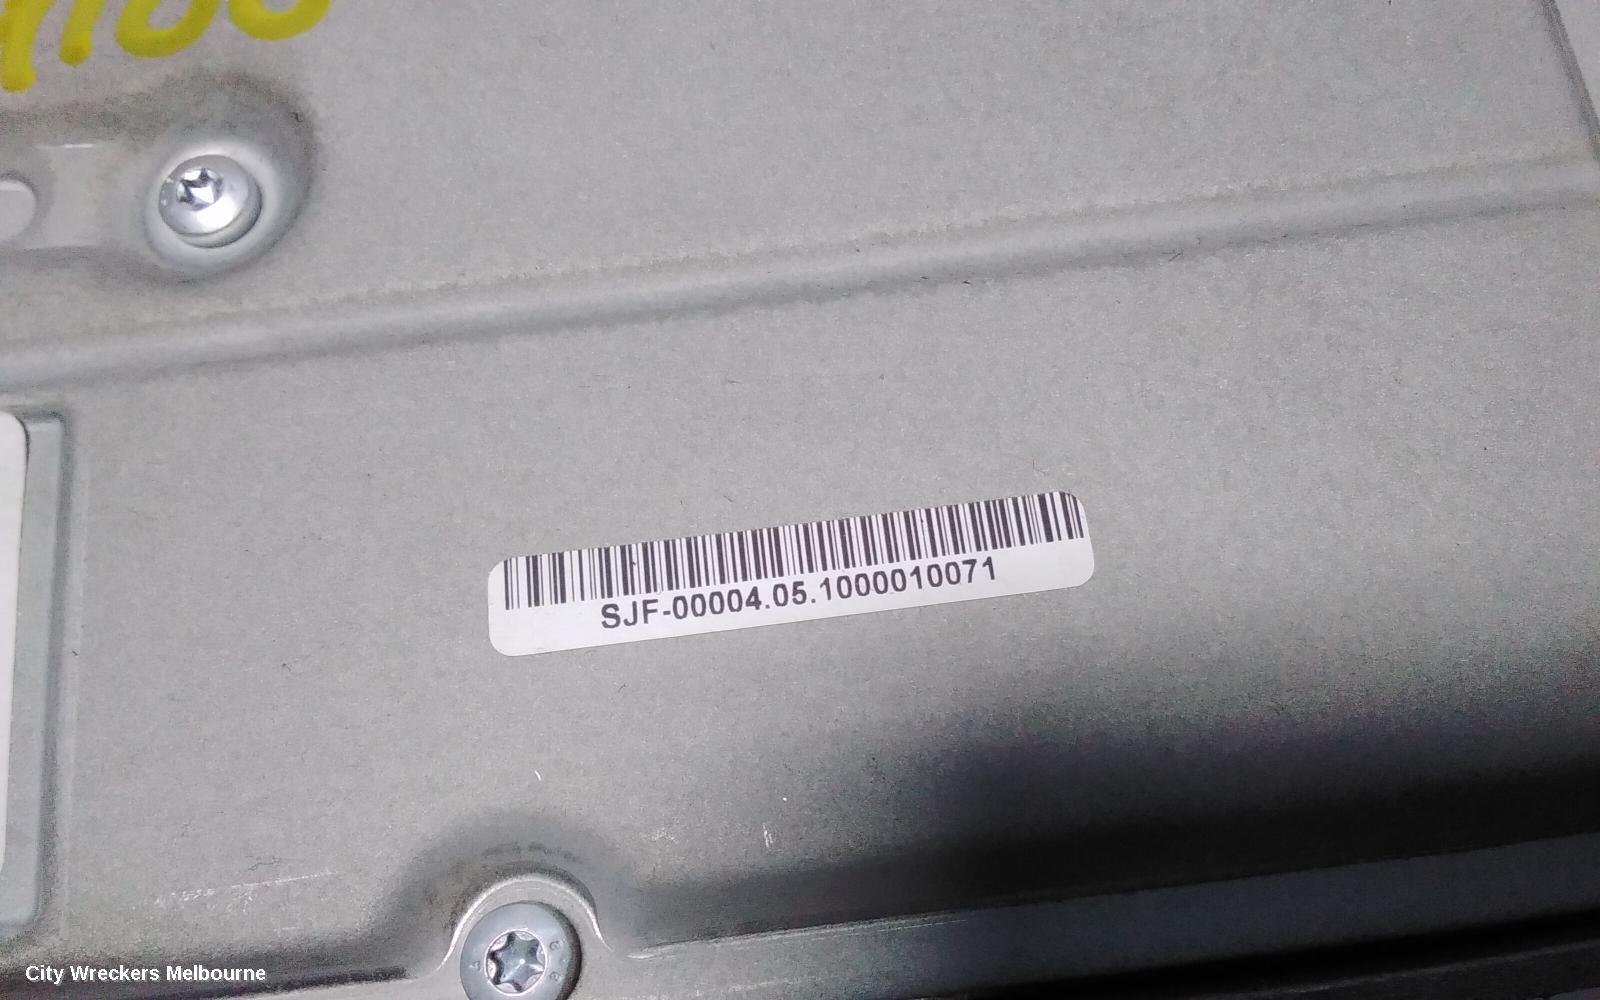 SJF-00004.05.1000010071
City Wreckers Melbourne